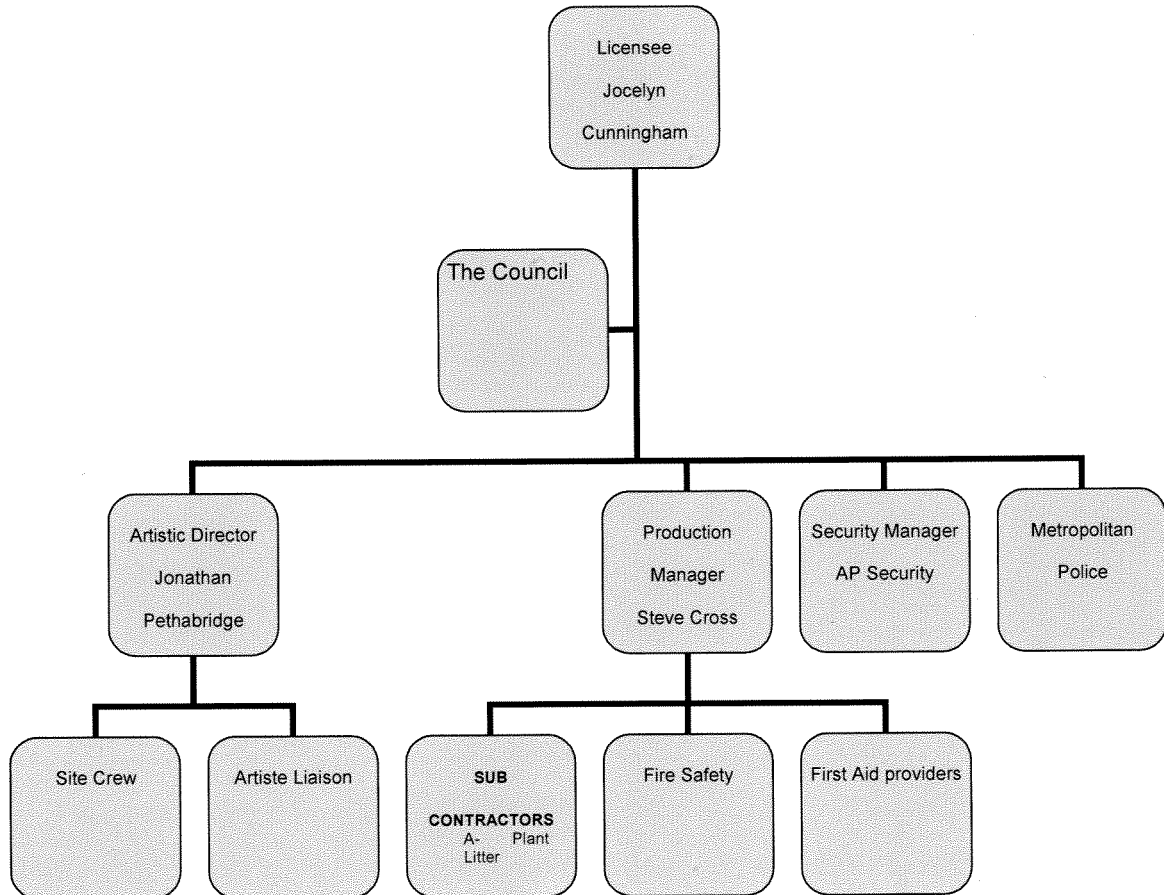 Licensee
Jocelyn
Cunningham
The Council
Artistic Director
Jonathan
Pethabridge
Production
Manager
Steve Cross
Security Manager
AP Security
Metropolitan
Police
Site Crew
Artiste Liaison
SUB
CONTRACTORS
A- Plant
Litter
Fire Safety
First Aid providers